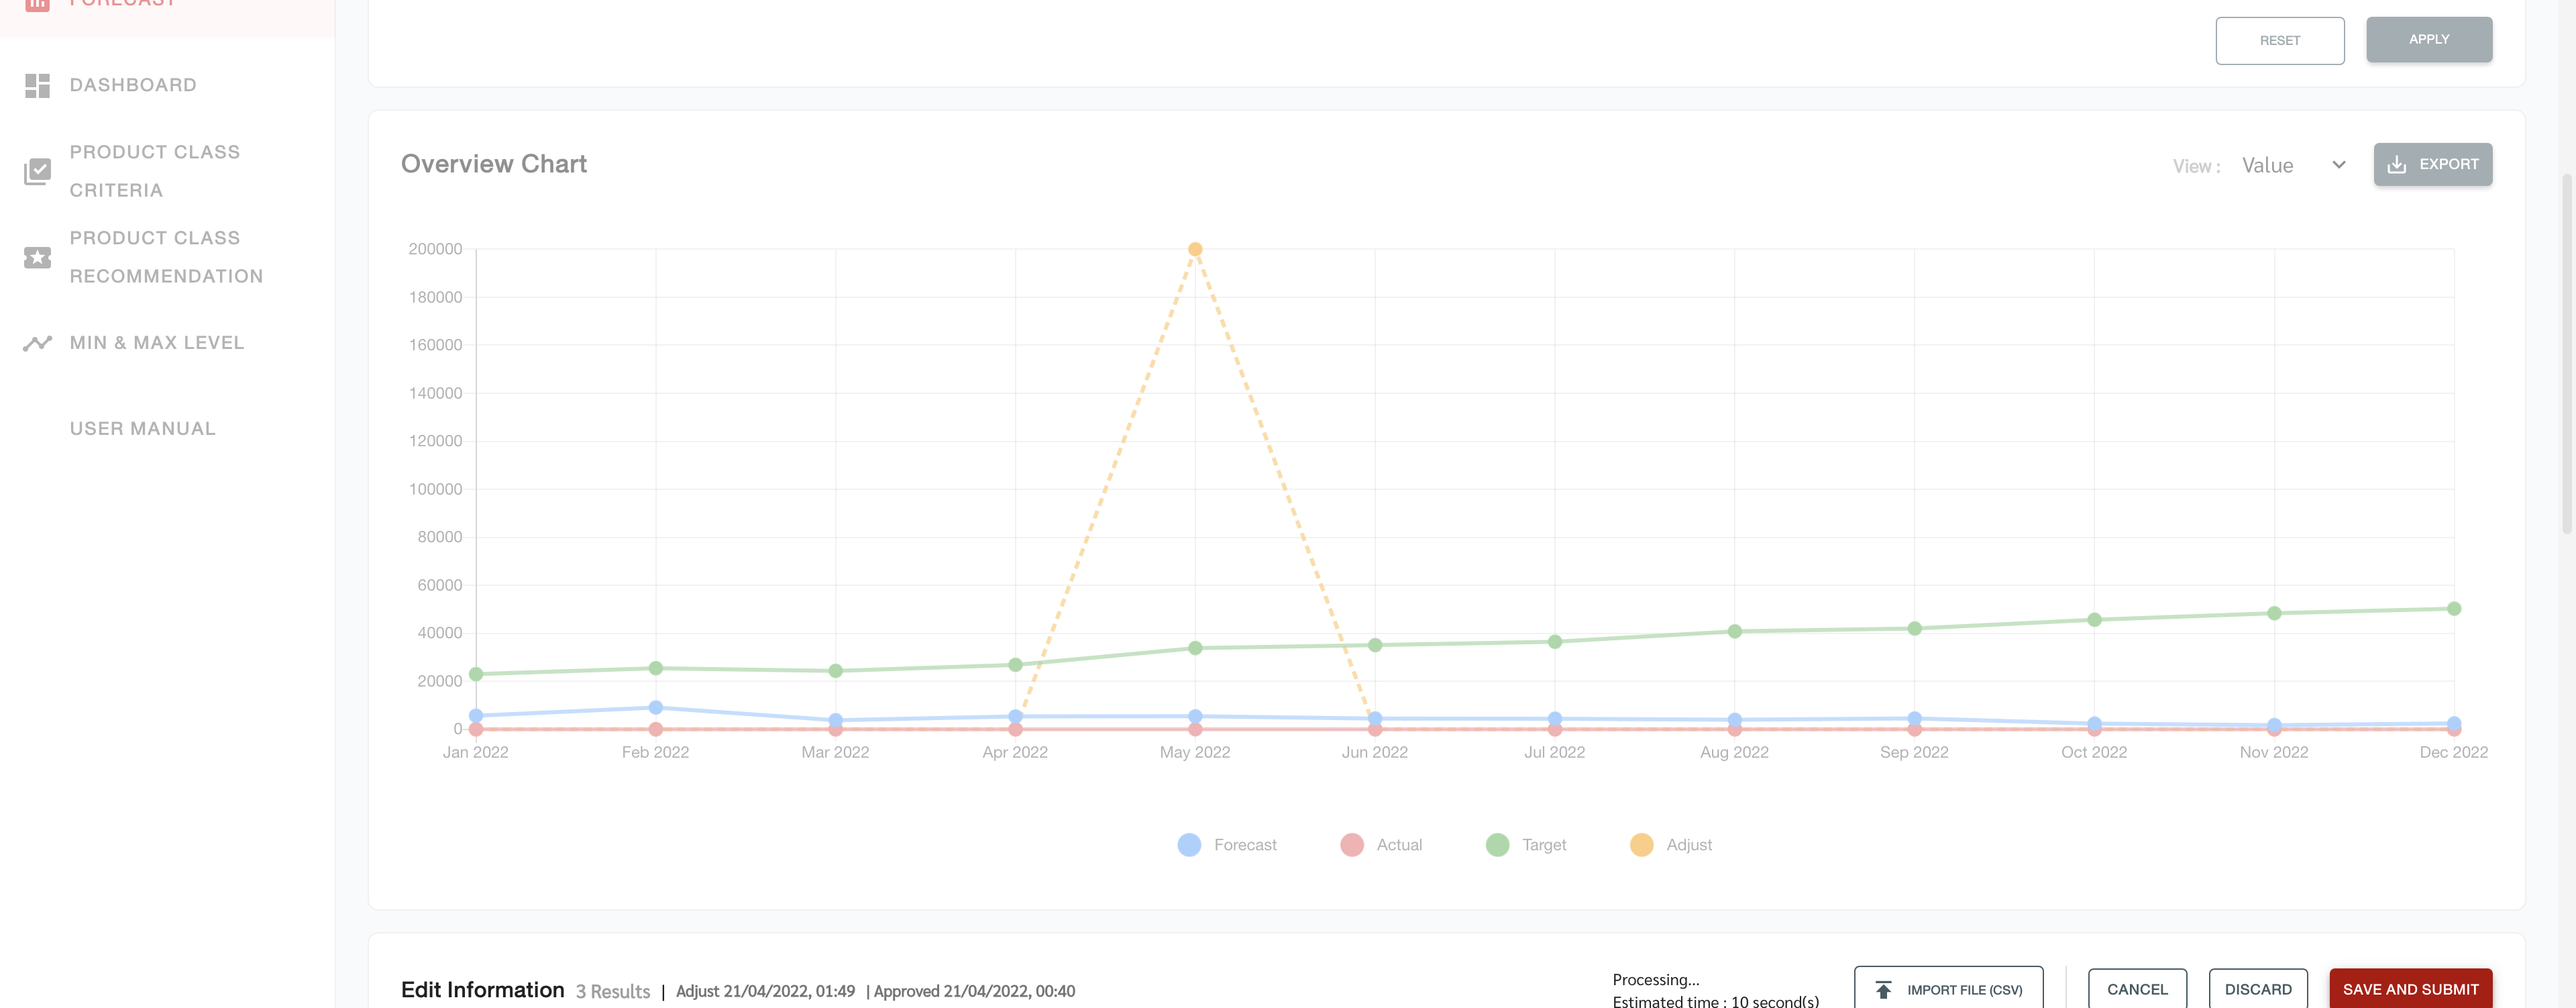 FORECAST
DASHBOARD
PRODUCT CLASS
CRITERIA
PRODUCT CLASS
RECOMMENDATION
MIN & MAX LEVEL
USER MANUAL
RESET
APPLY
Overview Chart
View :
Value
EXPORT
200000
180000
160000
140000
120000
100000
80000
60000
40000
20000
0
Jan 2022
Feb 2022
Mar 2022
Apr 2022
May 2022
Jun 2022
Jul 2022
Aug 2022
Sep 2022
Oct 2022
Nov 2022
Dec 2022
Forecast
Actual
Target
Adjust
Edit Information 3 Results | Adjust 21/04/2022, 01:49 | Approved 21/04/2022, 00:40
Processing...
Estimated time : 10 second(s)
IMPORT FILE (CSV)
CANCEL
DISCARD
SAVE AND SUBMIT